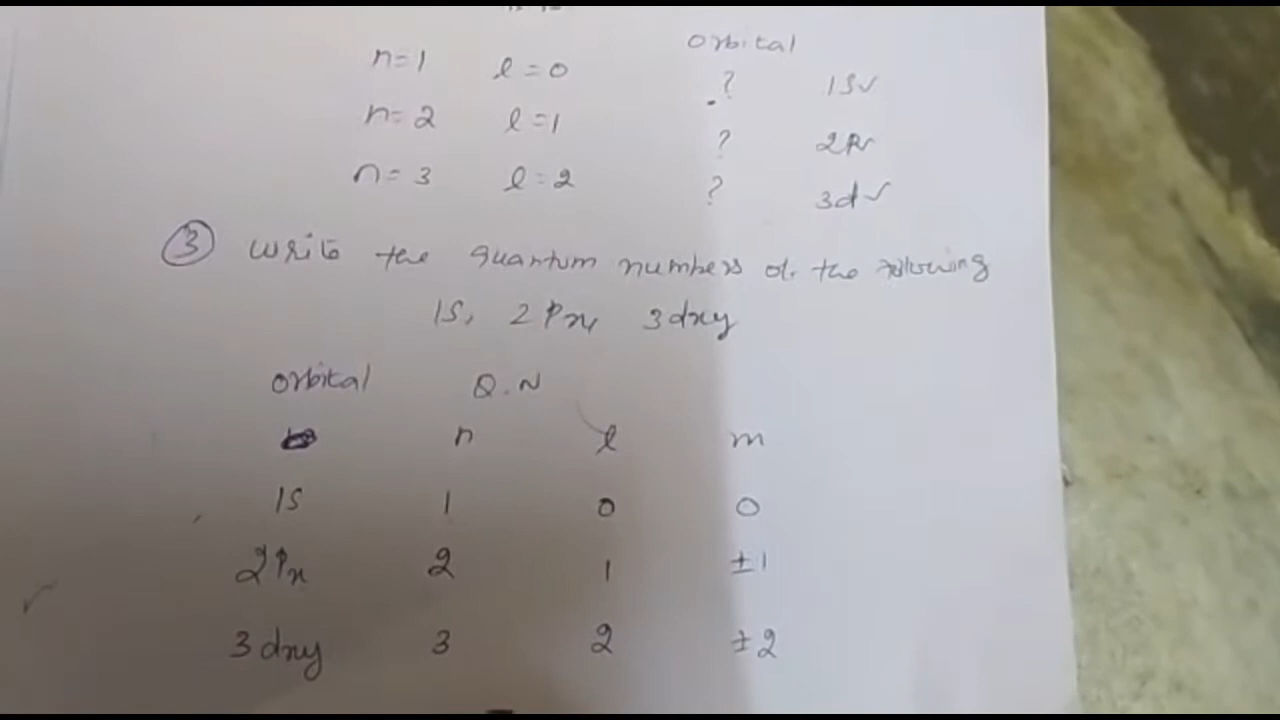 orbital
n=1 l=0 ? 1s✓
n=2 l=1 ? 2P✓
n=3 l=2 ? 3d✓
③ write the quantum numbers of the following
1S, 2Px, 3dxy
orbital Q.N
n l m
1S 1 0 0
2Px 2 1 ±1
3dxy 3 2 ±2